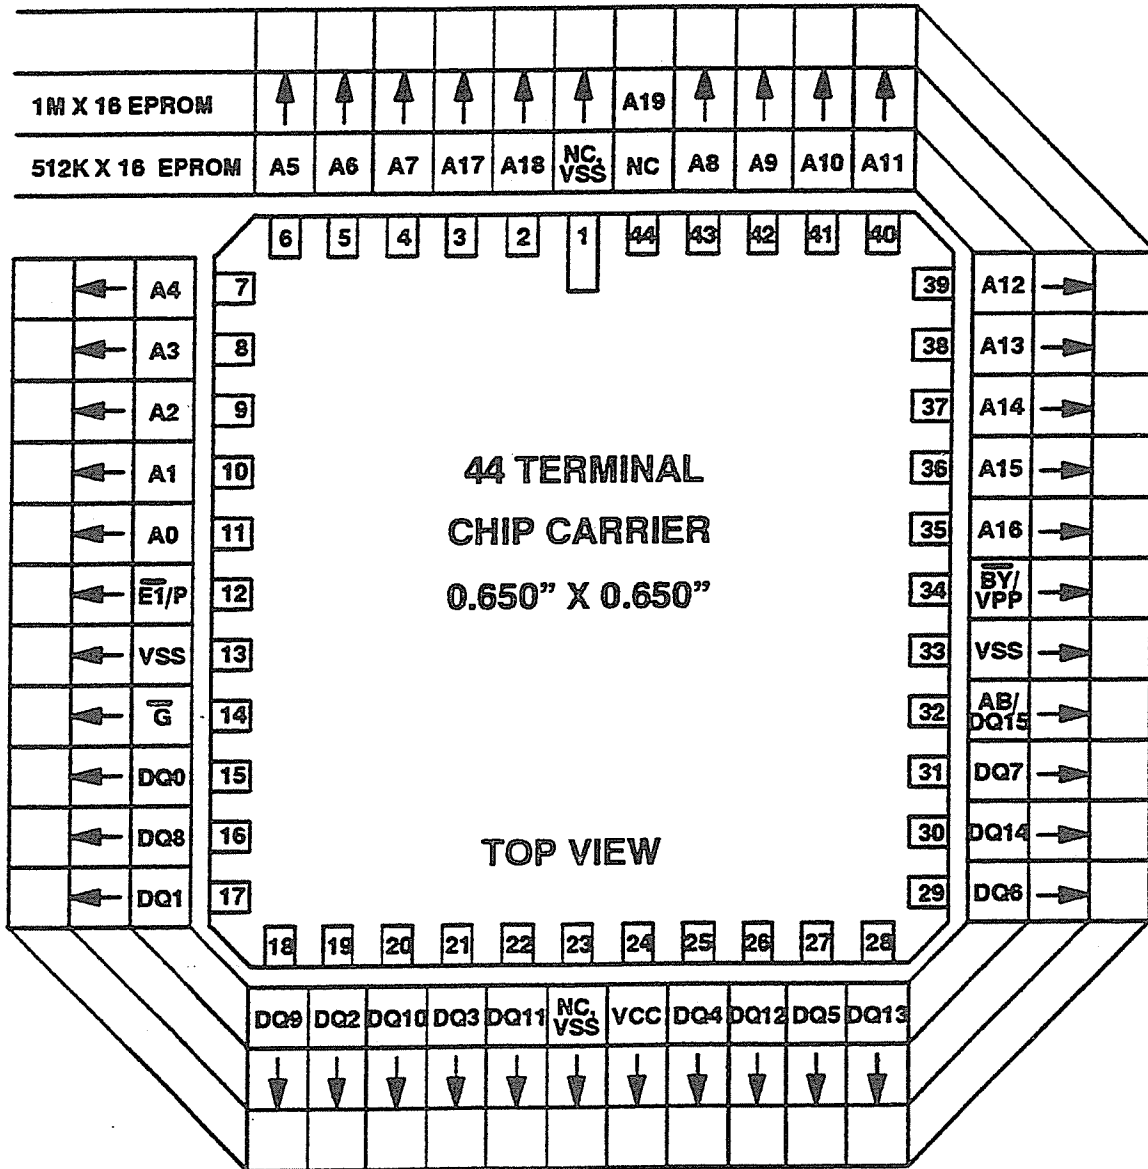 1M X 16 EPROM A19
512K X 16 EPROM A5 A6 A7 A17 A18 NC, VSS NC A8 A9 A10 A11
6 5 4 3 2 1 44 43 42 41 40
A4 7 39 A12
A3 8 38 A13
A2 9 37 A14
A1 10 36 A15
A0 11 35 A16
E̅1̅/P 12 34 B̅Y̅/VPP
VSS 13 33 VSS
G̅ 14 32 AB/DQ15
DQ0 15 31 DQ7
DQ8 16 30 DQ14
DQ1 17 29 DQ6
44 TERMINAL
CHIP CARRIER
0.650” X 0.650”
TOP VIEW
18 19 20 21 22 23 24 25 26 27 28
DQ9 DQ2 DQ10 DQ3 DQ11 NC, VSS VCC DQ4 DQ12 DQ5 DQ13